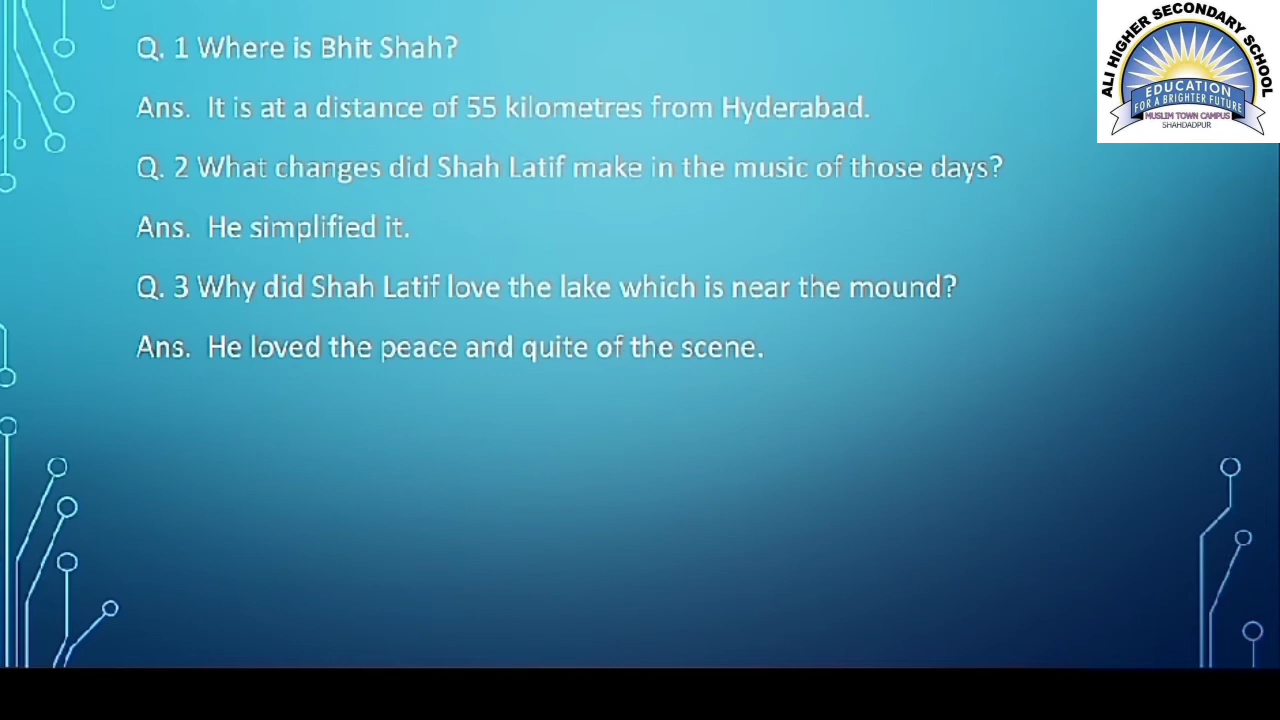 Q. 1 Where is Bhit Shah?
Ans. It is at a distance of 55 kilometres from Hyderabad.
Q. 2 What changes did Shah Latif make in the music of those days?
Ans. He simplified it.
Q. 3 Why did Shah Latif love the lake which is near the mound?
Ans. He loved the peace and quite of the scene.
ALI HIGHER SECONDARY SCHOOL
EDUCATION
FOR A BRIGHTER FUTURE
MUSLIM TOWN CAMPUS
SHAHDADPUR